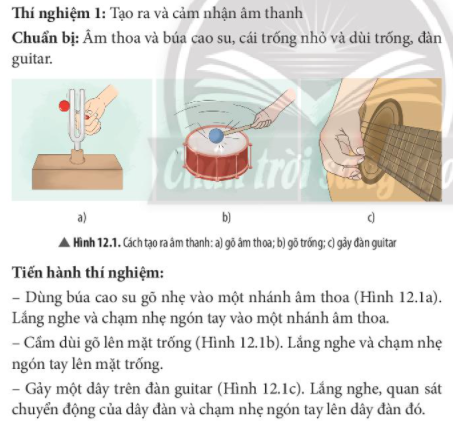 Thí nghiệm 1: Tạo ra và cảm nhận âm thanh
Chuẩn bị: Âm thoa và búa cao su, cái trống nhỏ và dùi trống, đàn
guitar.
Chân trời sáng tạo
a)
b)
c)
▲ Hình 12.1. Cách tạo ra âm thanh: a) gõ âm thoa; b) gõ trống; c) gảy đàn guitar
Tiến hành thí nghiệm:
– Dùng búa cao su gõ nhẹ vào một nhánh âm thoa (Hình 12.1a).
Lắng nghe và chạm nhẹ ngón tay vào một nhánh âm thoa.
– Cầm dùi gõ lên mặt trống (Hình 12.1b). Lắng nghe và chạm nhẹ
ngón tay lên mặt trống.
– Gảy một dây trên đàn guitar (Hình 12.1c). Lắng nghe, quan sát
chuyển động của dây đàn và chạm nhẹ ngón tay lên dây đàn đó.